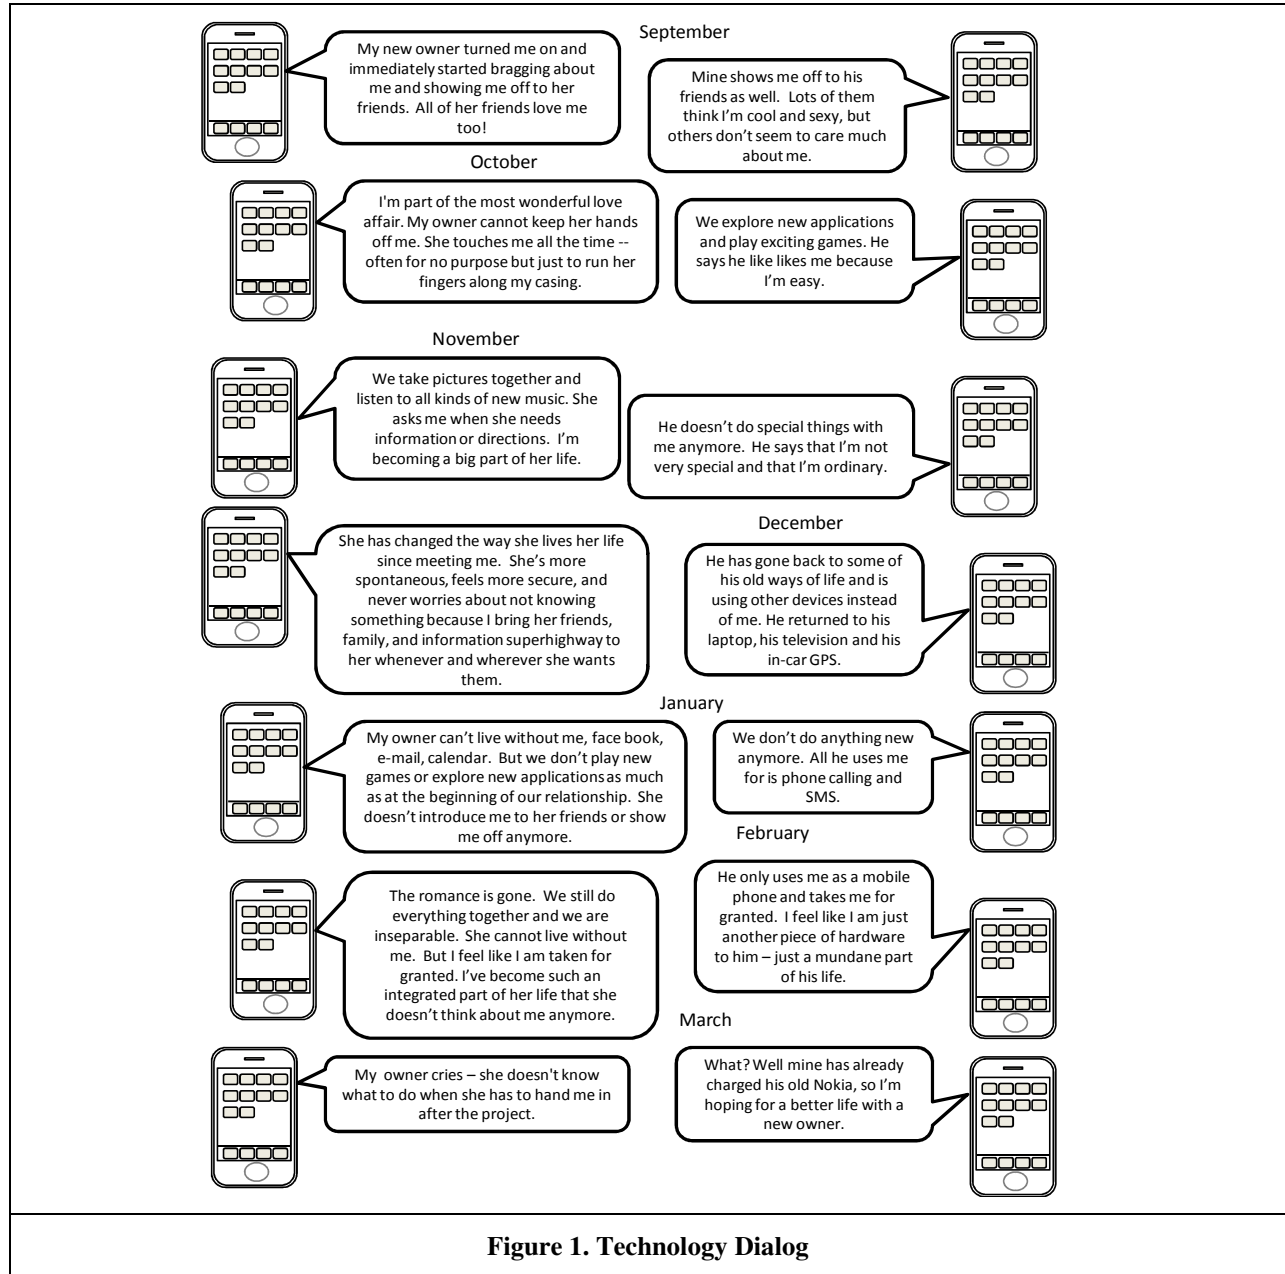 September
My new owner turned me on and
immediately started bragging about
me and showing me off to her
friends. All of her friends love me
too!
Mine shows me off to his
friends as well. Lots of them
think I'm cool and sexy, but
others don't seem to care much
about me.
October
I'm part of the most wonderful love
affair. My owner cannot keep her hands
off me. She touches me all the time --
often for no purpose but just to run her
fingers along my casing.
We explore new applications
and play exciting games. He
says he like likes me because
I'm easy.
November
We take pictures together and
listen to all kinds of new music. She
asks me when she needs
information or directions. I'm
becoming a big part of her life.
He doesn't do special things with
me anymore. He says that I'm not
very special and that I'm ordinary.
December
She has changed the way she lives her life
since meeting me. She's more
spontaneous, feels more secure, and
never worries about not knowing
something because I bring her friends,
family, and information superhighway to
her whenever and wherever she wants
them.
He has gone back to some of
his old ways of life and is
using other devices instead
of me. He returned to his
laptop, his television and his
in-car GPS.
January
My owner can't live without me, face book,
e-mail, calendar. But we don't play new
games or explore new applications as much
as at the beginning of our relationship. She
doesn't introduce me to her friends or show
me off anymore.
We don't do anything new
anymore. All he uses me
for is phone calling and
SMS.
February
The romance is gone. We still do
everything together and we are
inseparable. She cannot live without
me. But I feel like I am taken for
granted. I've become such an
integrated part of her life that she
doesn't think about me anymore.
He only uses me as a mobile
phone and takes me for
granted. I feel like I am just
another piece of hardware
to him – just a mundane part
of his life.
March
My owner cries – she doesn't know
what to do when she has to hand me in
after the project.
What? Well mine has already
charged his old Nokia, so I'm
hoping for a better life with a
new owner.
Figure 1. Technology Dialog